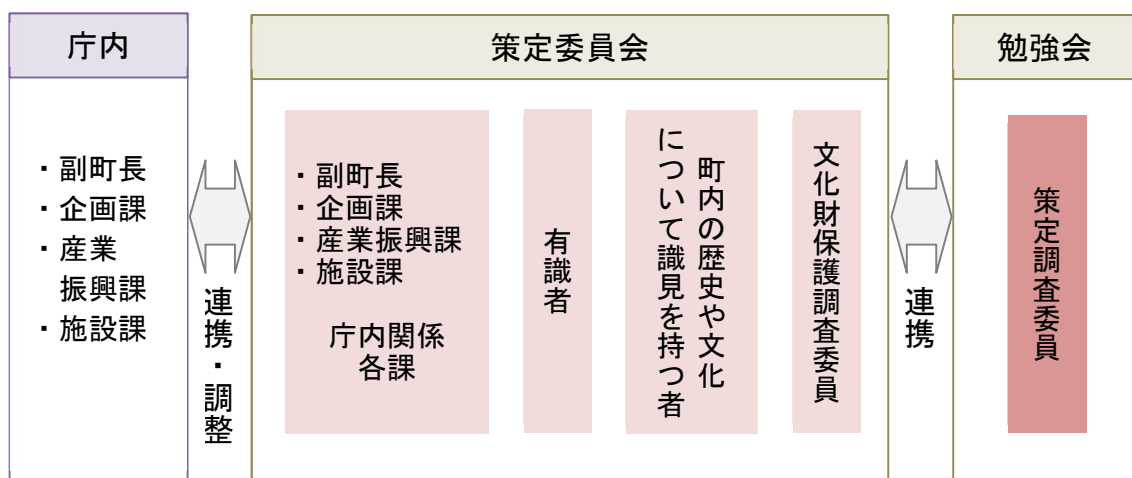 庁内
・副町長
・企画課
・産業
振興課
・施設課
連携・調整
策定委員会
・副町長
・企画課
・産業振興課
・施設課
庁内関係
各課
有識者
町内の歴史や文化
について識見を持つ者
文化財保護調査委員
連携
勉強会
策定調査委員